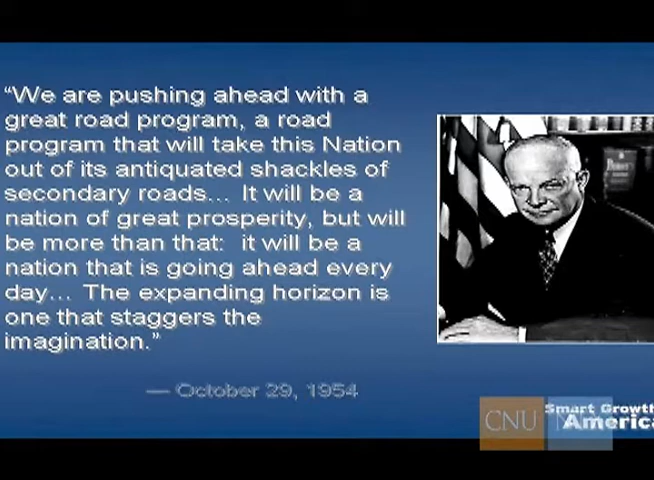 “We are pushing ahead with a
great road program, a road
program that will take this Nation
out of its antiquated shackles of
secondary roads... It will be a
nation of great prosperity, but will
be more than that:  it will be a
nation that is going ahead every
day... The expanding horizon is
one that staggers the
imagination.”
— October 29, 1954
Smart Growth
America
CNU